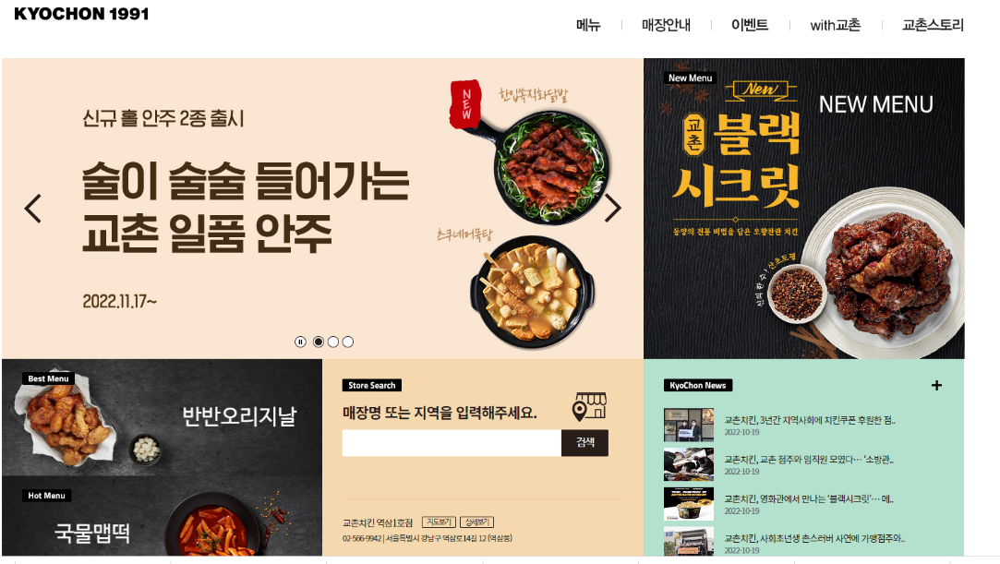 KYOCHON 1991
메뉴
매장안내
이벤트
with교촌
교촌스토리
신규 홀 안주 2종 출시
술이 술술 들어가는
교촌 일품 안주
2022.11.17~
NEW
한입쏙직화닭발
츠쿠네어묵탕
New Menu
New
NEW MENU
교촌
블랙
시크릿
동양의 전통 비법을 담은 오향찬란 치킨
신의 한 수! 산초토핑
Best Menu
반반오리지날
Hot Menu
국물맵떡
Store Search
매장명 또는 지역을 입력해주세요.
검색
교촌치킨 역삼1호점
지도보기
상세보기
02-566-9942 | 서울특별시 강남구 역삼로14길 12 (역삼동)
KyoChon News
교촌치킨, 3년간 지역사회에 치킨쿠폰 후원한 점..
2022-10-19
교촌치킨, 교촌 점주와 임직원 모였다… ‘소방관..
2022-10-19
교촌치킨, 영화관에서 만나는 ‘블랙시크릿’… 메..
2022-10-19
교촌치킨, 사회초년생 촌스러버 사연에 가맹점주와..
2022-10-19